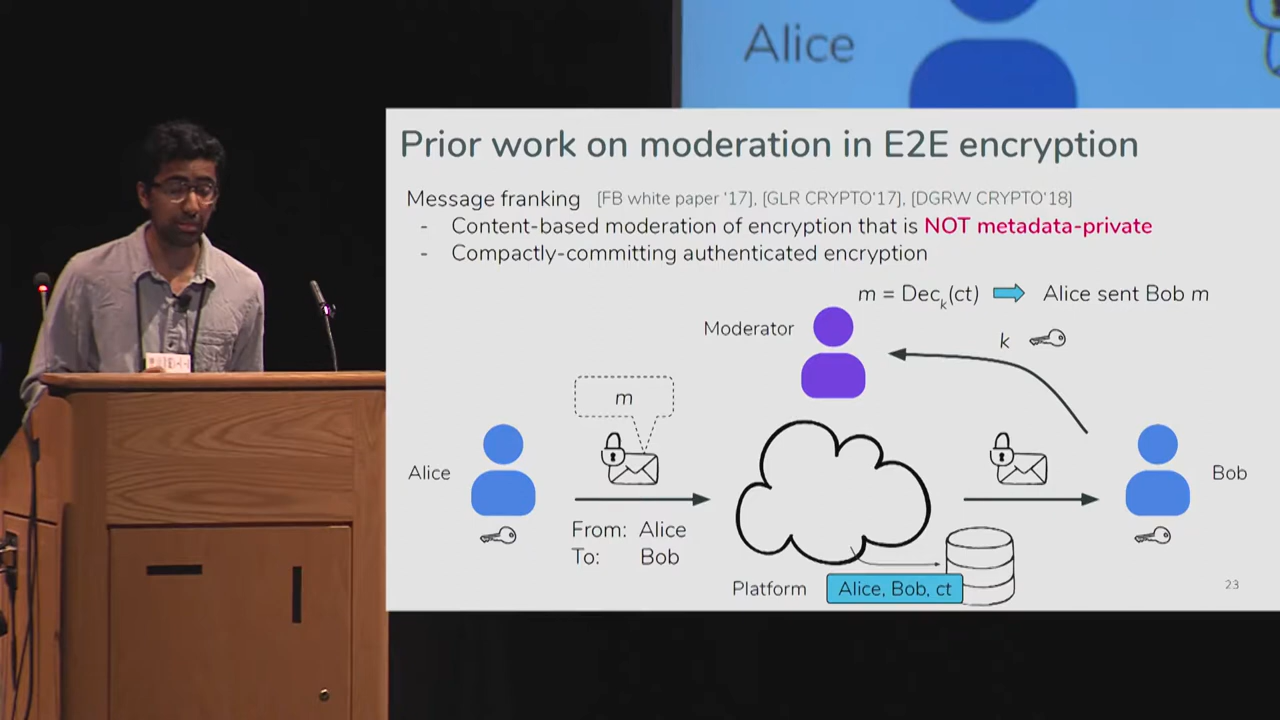 Alice
Prior work on moderation in E2E encryption
Message franking [FB white paper '17], [GLR CRYPTO'17], [DGRW CRYPTO'18]
- Content-based moderation of encryption that is NOT metadata-private
- Compactly-committing authenticated encryption
m = Dec_k(ct) Alice sent Bob m
Moderator
k
m
Alice
Bob
From: Alice
To: Bob
Platform
Alice, Bob, ct
23